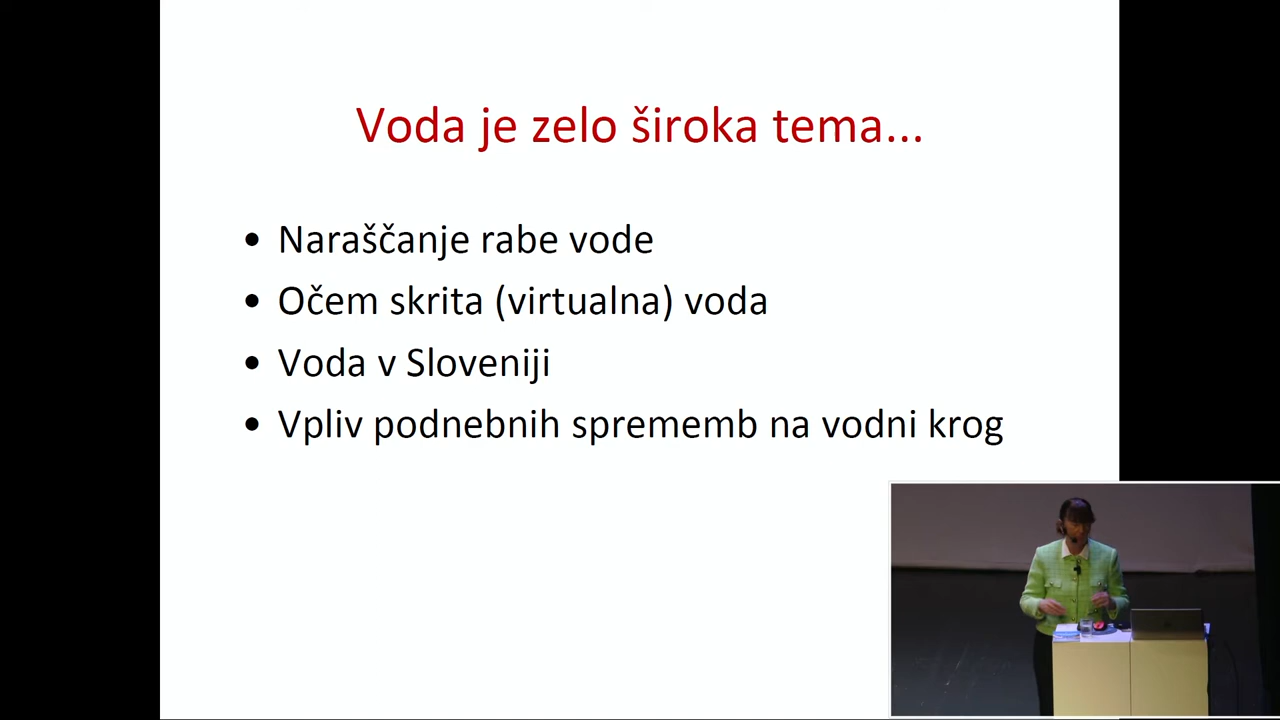 Voda je zelo široka tema...
• Naraščanje rabe vode
• Očem skrita (virtualna) voda
• Voda v Sloveniji
• Vpliv podnebnih sprememb na vodni krog